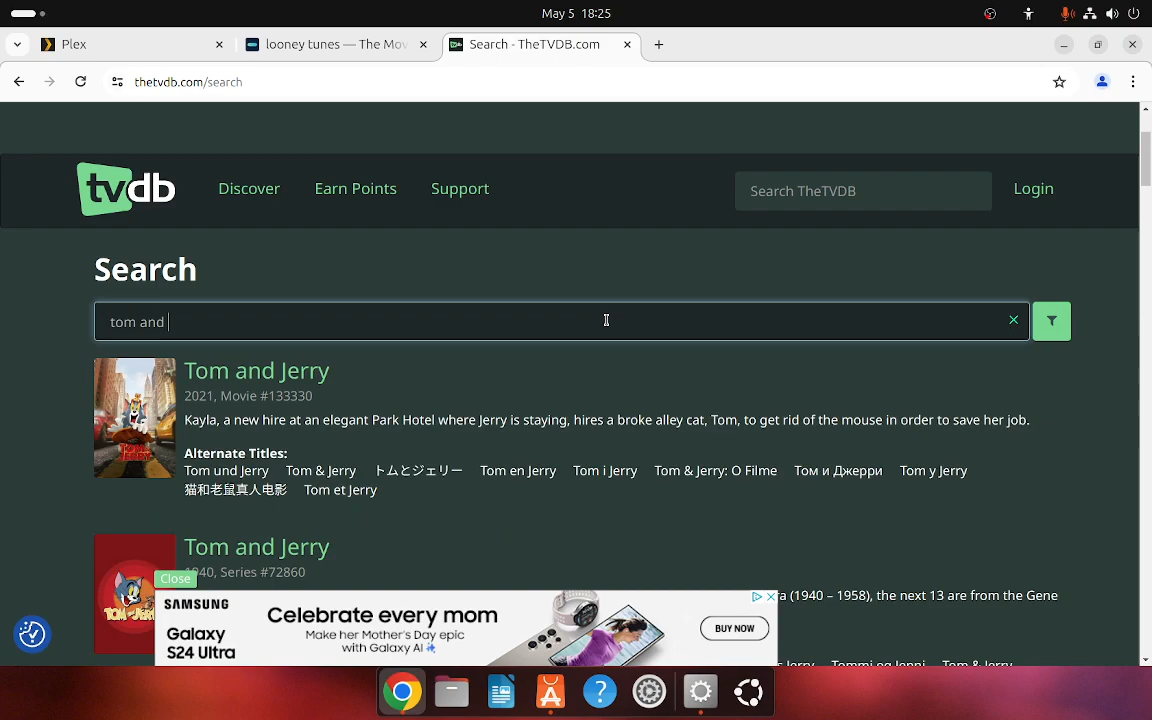 May 5 18:25
Plex
looney tunes — The Mov
Search - TheTVDB.com
thetvdb.com/search
tvdb
Discover
Earn Points
Support
Search TheTVDB
Login
Search
tom and
Tom and Jerry
2021, Movie #133330
Kayla, a new hire at an elegant Park Hotel where Jerry is staying, hires a broke alley cat, Tom, to get rid of the mouse in order to save her job.
Alternate Titles:
Tom und Jerry Tom & Jerry トムとジェリー Tom en Jerry Tom i Jerry Tom & Jerry: O Filme Том и Джерри Tom y Jerry
猫和老鼠真人电影 Tom et Jerry
Tom and Jerry
1940, Series #72860
Close
a (1940 – 1958), the next 13 are from the Gene
SAMSUNG
Galaxy
S24 Ultra
Celebrate every mom
Make her Mother's Day epic
with Galaxy AI
BUY NOW
s Jerry Tommi og Jenni Tom & Jerry